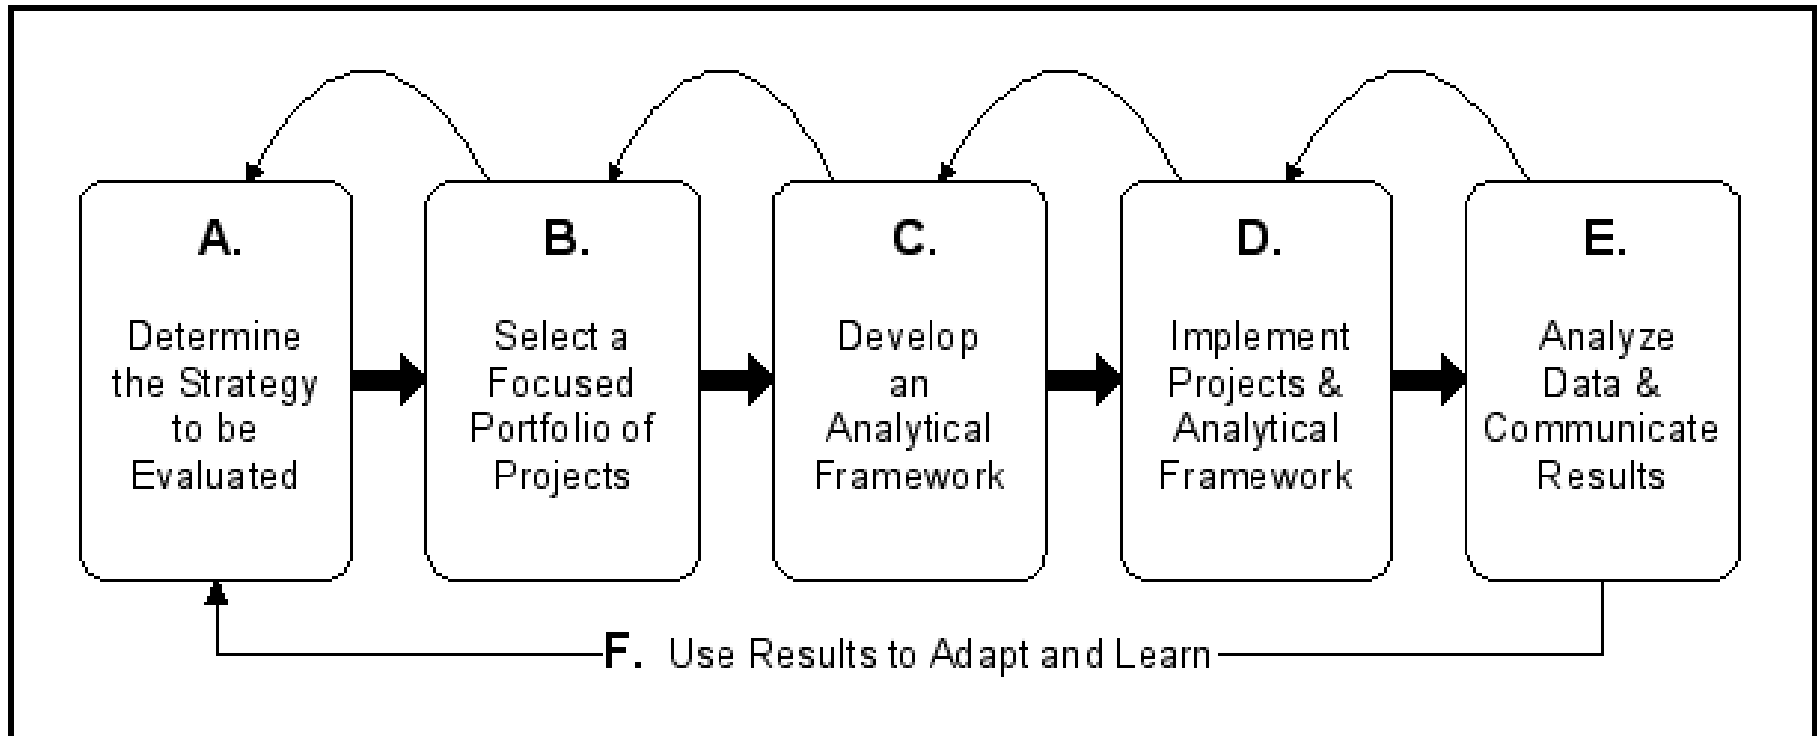 A.
Determine
the Strategy
to be
Evaluated
B.
Select a
Focused
Portfolio of
Projects
C.
Develop
an
Analytical
Framework
D.
Implement
Projects &
Analytical
Framework
E.
Analyze
Data &
Communicate
Results
F. Use Results to Adapt and Learn